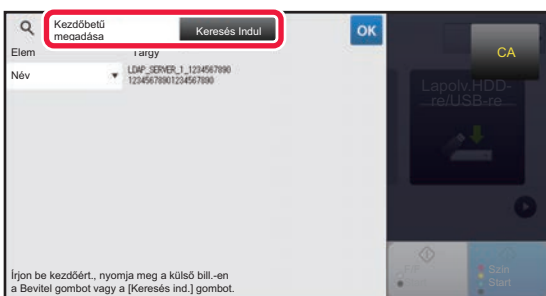 Kezdőbetű
megadása
Keresés Indul
OK
CA
Elem
Tárgy
Név
LDAP_SERVER_1_1234567890
12345678901234567890
Lapolv.HDD-
re/USB-re
Szín
Start
Írjon be kezdőért., nyomja meg a külső bill.-en
a Bevitel gombot vagy a [Keresés ind.] gombot.